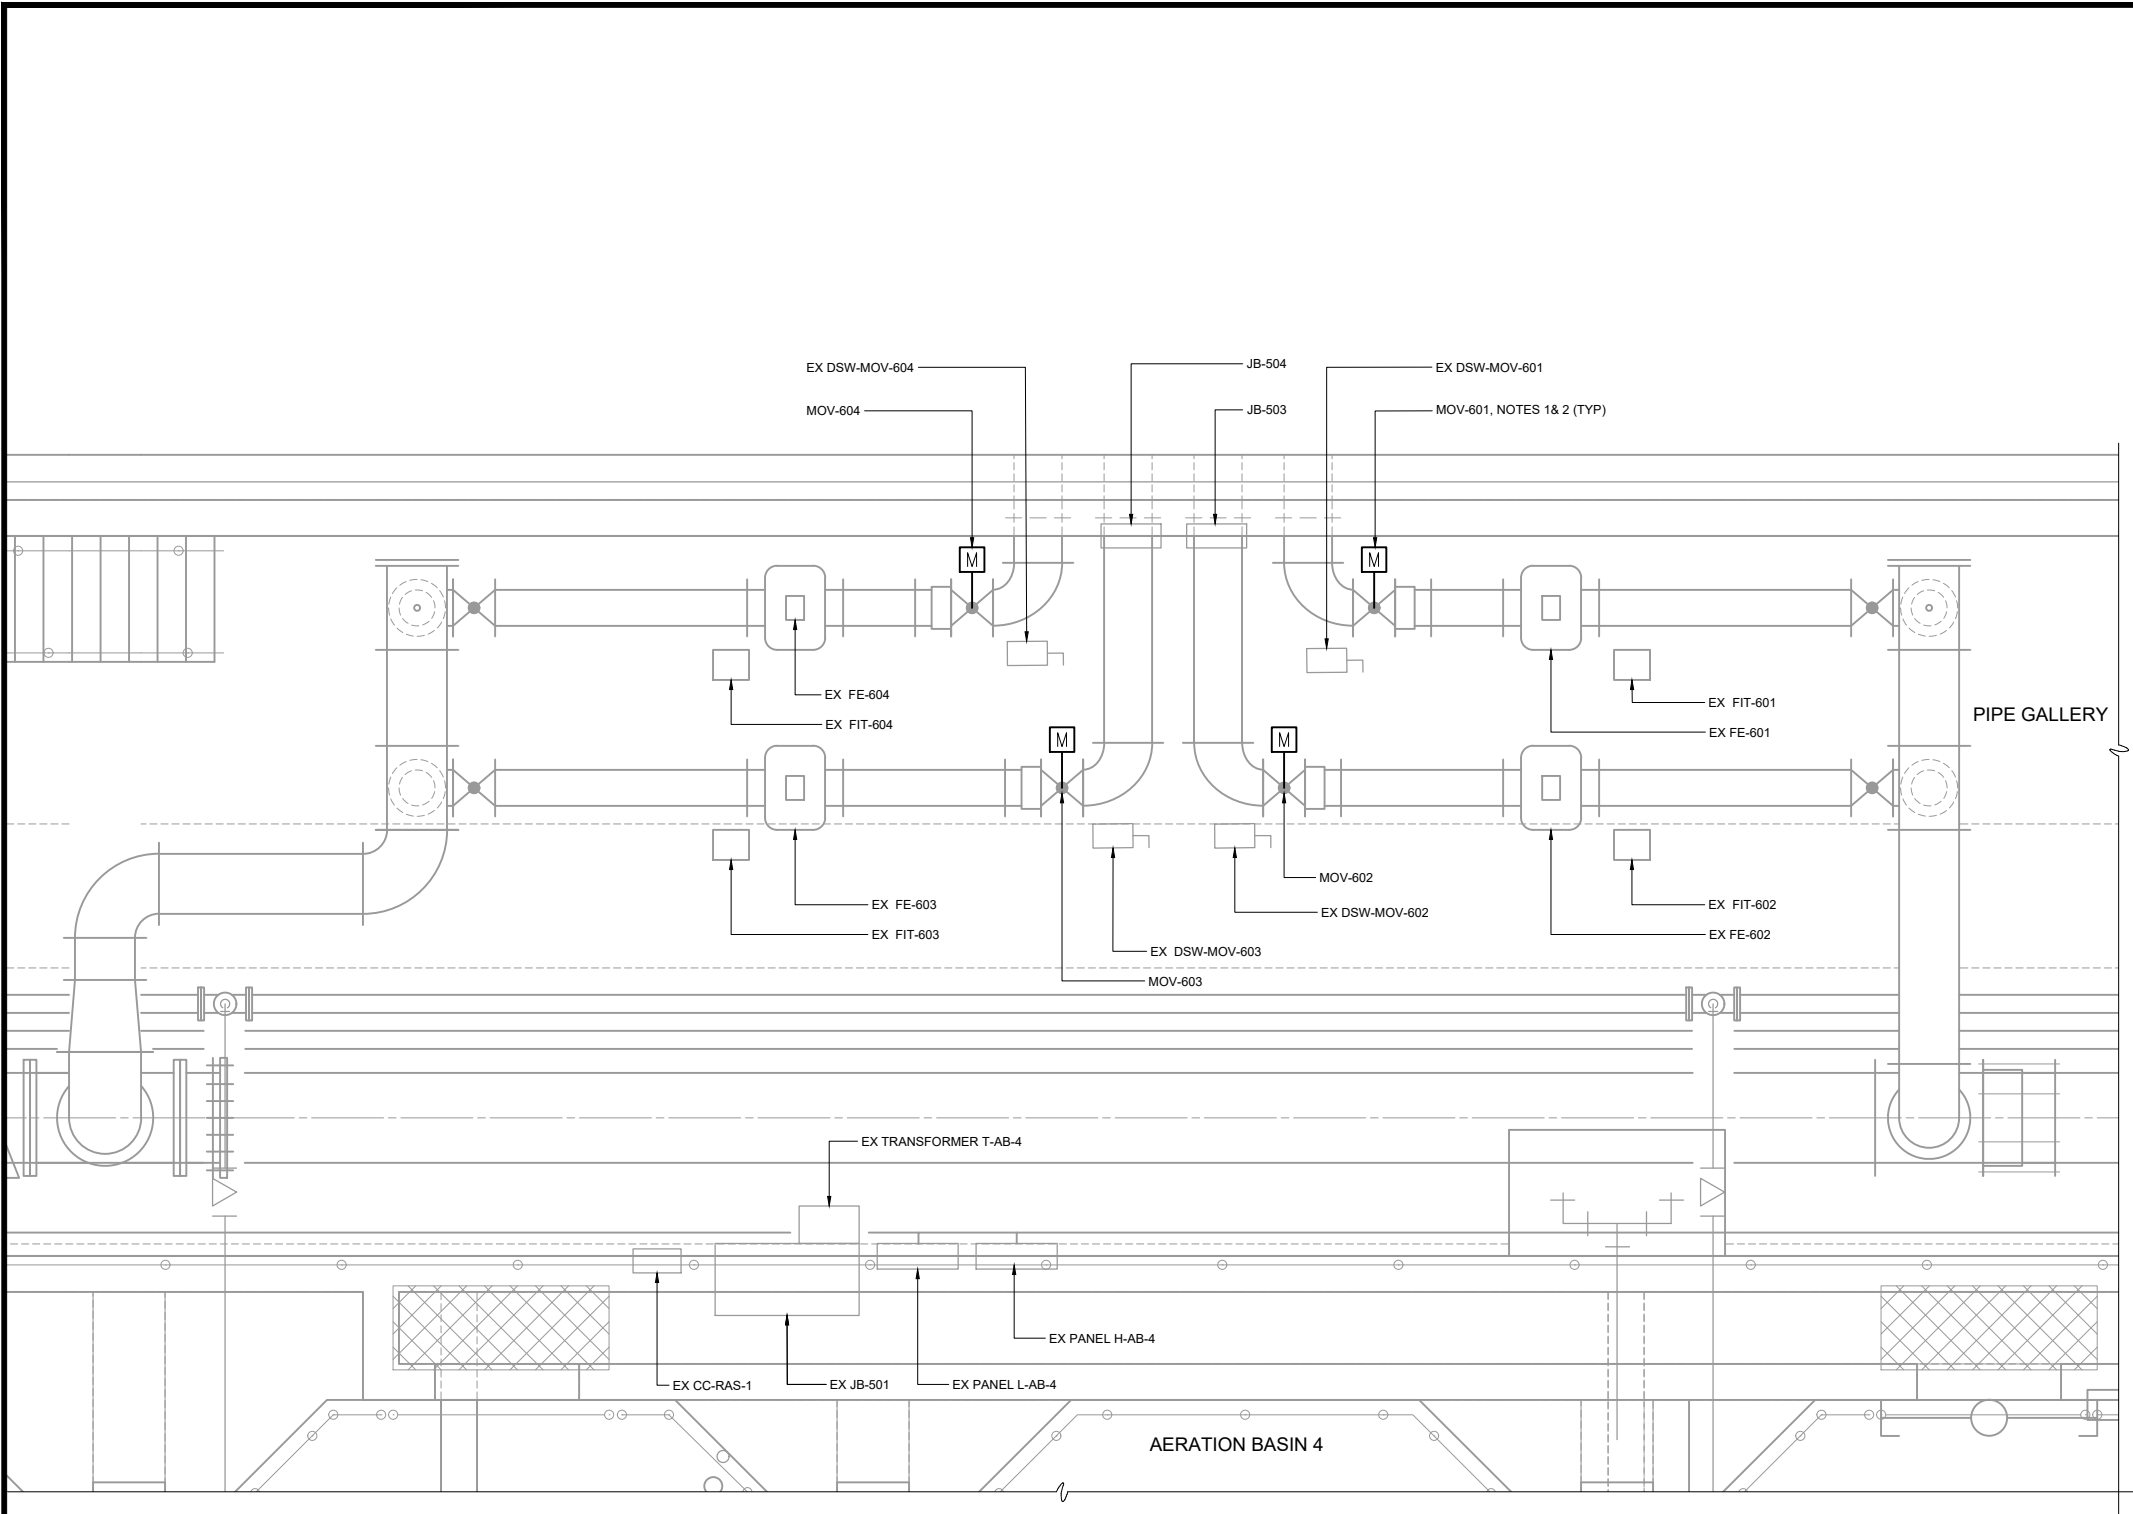 EX DSW-MOV-604
JB-504
EX DSW-MOV-601
MOV-604
JB-503
MOV-601, NOTES 1& 2 (TYP)
M
M
EX FE-604
EX FIT-604
EX FIT-601
EX FE-601
PIPE GALLERY
M
M
MOV-602
EX FE-603
EX DSW-MOV-602
EX FIT-602
EX FIT-603
EX FE-602
EX DSW-MOV-603
MOV-603
EX TRANSFORMER T-AB-4
EX PANEL H-AB-4
EX CC-RAS-1
EX JB-501
EX PANEL L-AB-4
AERATION BASIN 4